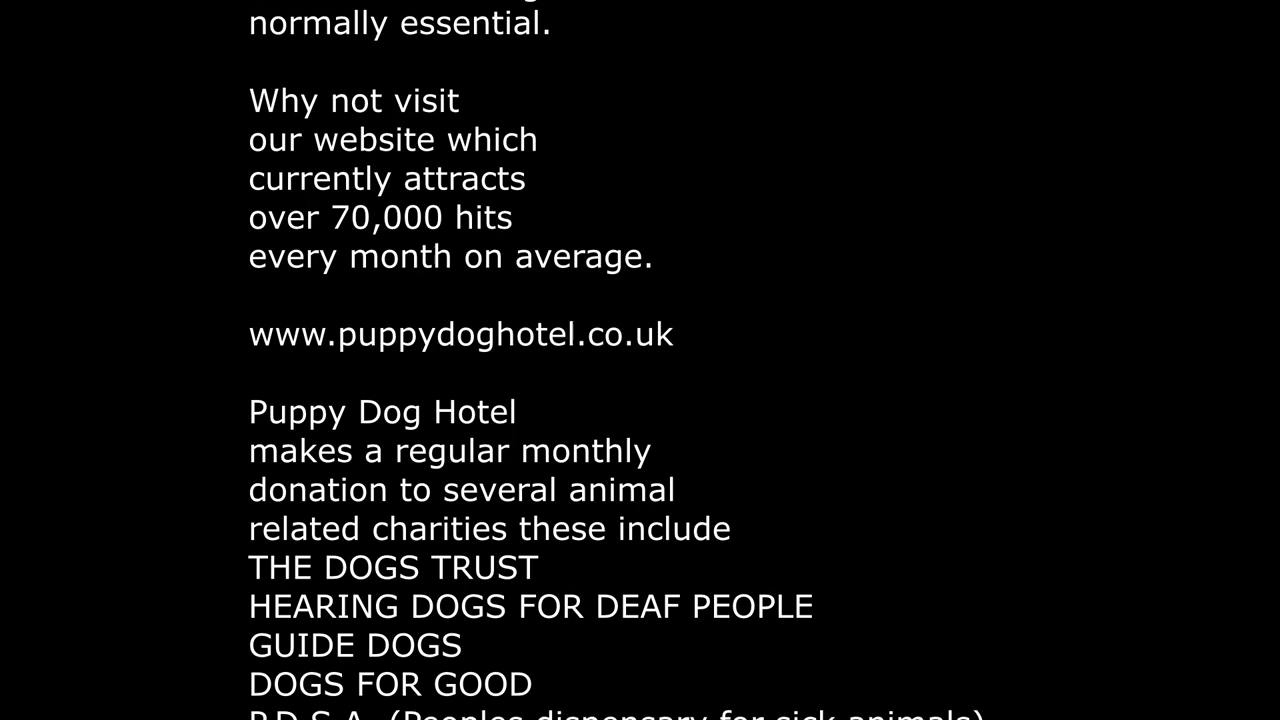 normally essential.
Why not visit
our website which
currently attracts
over 70,000 hits
every month on average.
www.puppydoghotel.co.uk
Puppy Dog Hotel
makes a regular monthly
donation to several animal
related charities these include
THE DOGS TRUST
HEARING DOGS FOR DEAF PEOPLE
GUIDE DOGS
DOGS FOR GOOD
P.D.S.A. (Peoples dispensary for sick animals)